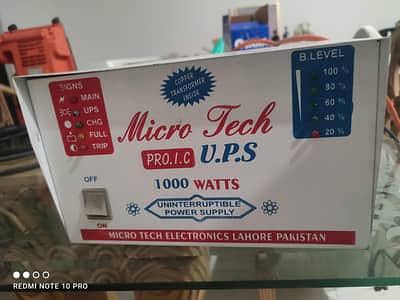 COPPER
TRANSFORMER
INSIDE
SIGNS
MAIN
UPS
CHG
FULL
TRIP
B.LEVEL
100 %
80 %
60 %
40 %
20 %
Micro Tech
PRO.I.C U.P.S
1000 WATTS
OFF
ON
UNINTERRUPTIBLE
POWER SUPPLY
MICRO TECH ELECTRONICS LAHORE PAKISTAN
REDMI NOTE 10 PRO